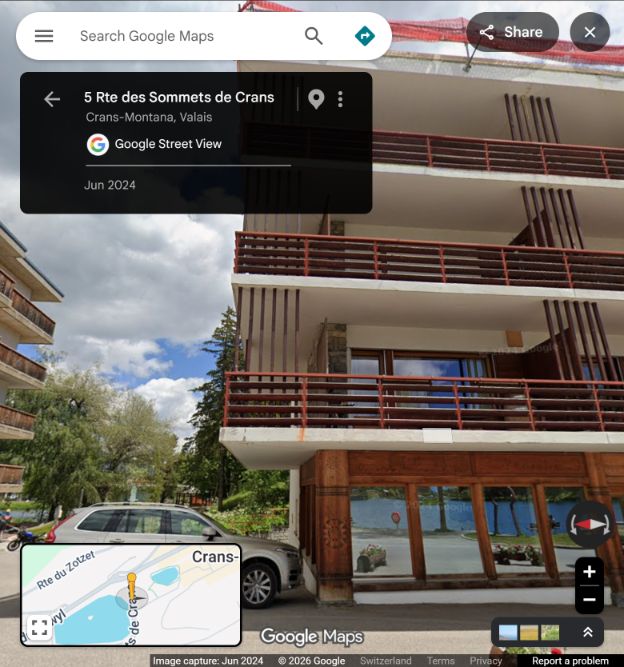 Search Google Maps
Share
5 Rte des Sommets de Crans
Crans-Montana, Valais
Google Street View
Jun 2024
Rte du Zotzet
Crans-
Google Maps
Image capture: Jun 2024 © 2026 Google Switzerland Terms Privacy Report a problem